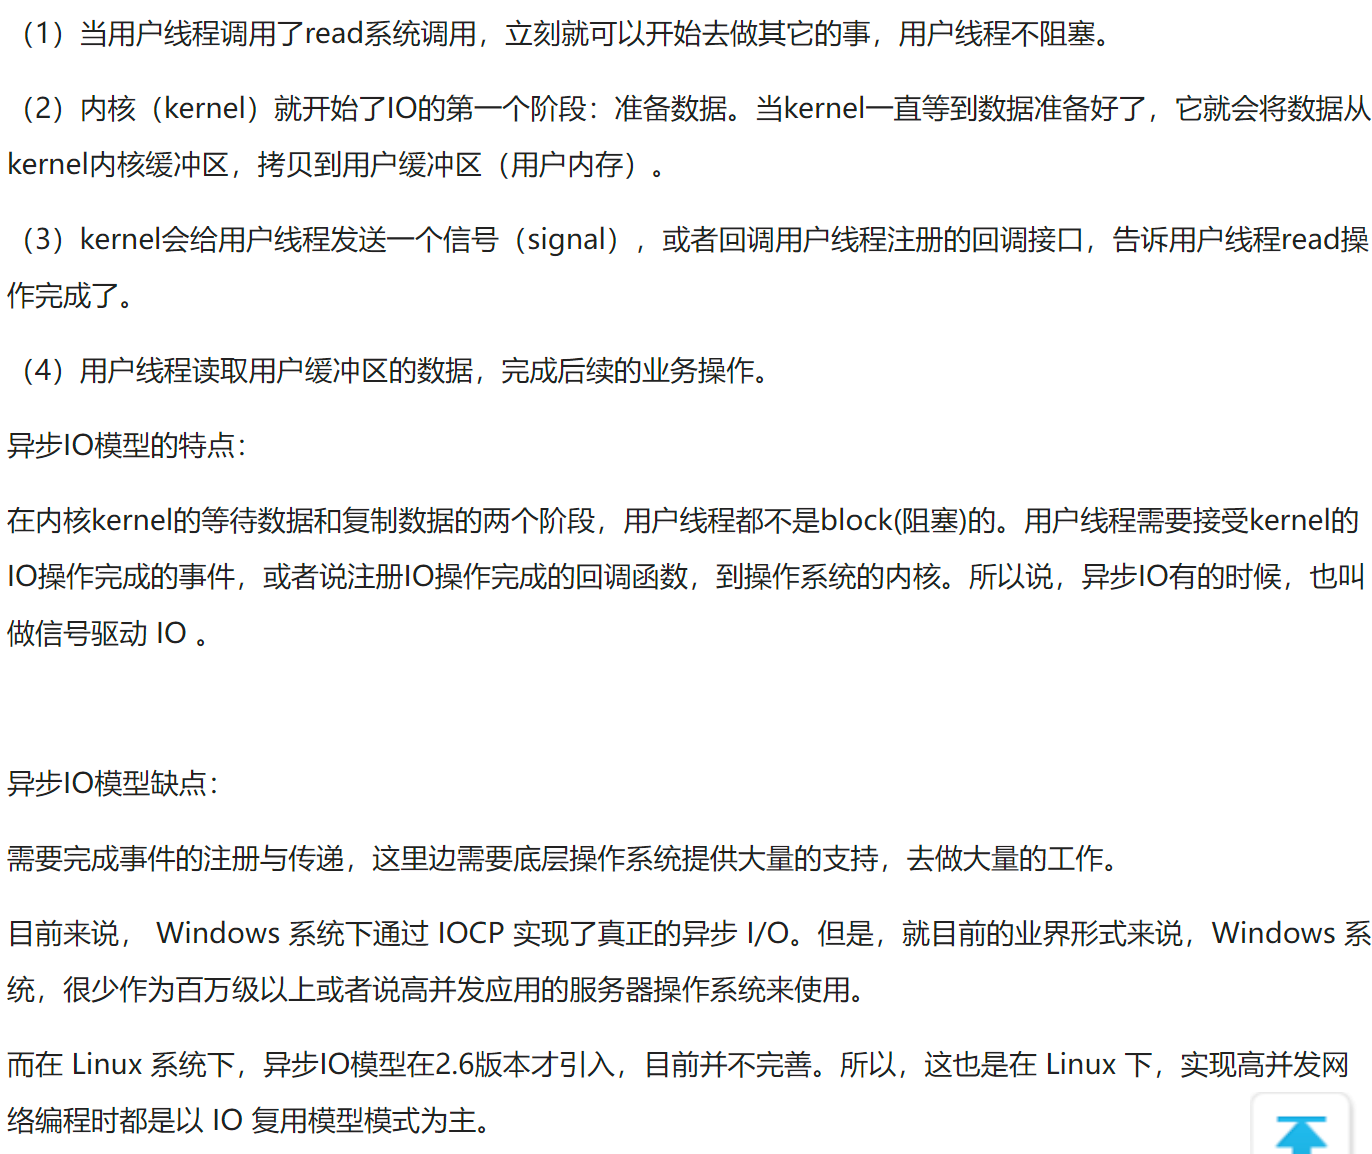 （1）当用户线程调用了read系统调用，立刻就可以开始去做其它的事，用户线程不阻塞。
（2）内核（kernel）就开始了IO的第一个阶段：准备数据。当kernel一直等到数据准备好了，它就会将数据从
kernel内核缓冲区，拷贝到用户缓冲区（用户内存）。
（3）kernel会给用户线程发送一个信号（signal），或者回调用户线程注册的回调接口，告诉用户线程read操
作完成了。
（4）用户线程读取用户缓冲区的数据，完成后续的业务操作。
异步IO模型的特点：
在内核kernel的等待数据和复制数据的两个阶段，用户线程都不是block(阻塞)的。用户线程需要接受kernel的
IO操作完成的事件，或者说注册IO操作完成的回调函数，到操作系统的内核。所以说，异步IO有的时候，也叫
做信号驱动 IO 。
异步IO模型缺点：
需要完成事件的注册与传递，这里边需要底层操作系统提供大量的支持，去做大量的工作。
目前来说， Windows 系统下通过 IOCP 实现了真正的异步 I/O。但是，就目前的业界形式来说，Windows 系
统，很少作为百万级以上或者说高并发应用的服务器操作系统来使用。
而在 Linux 系统下，异步IO模型在2.6版本才引入，目前并不完善。所以，这也是在 Linux 下，实现高并发网
络编程时都是以 IO 复用模型模式为主。